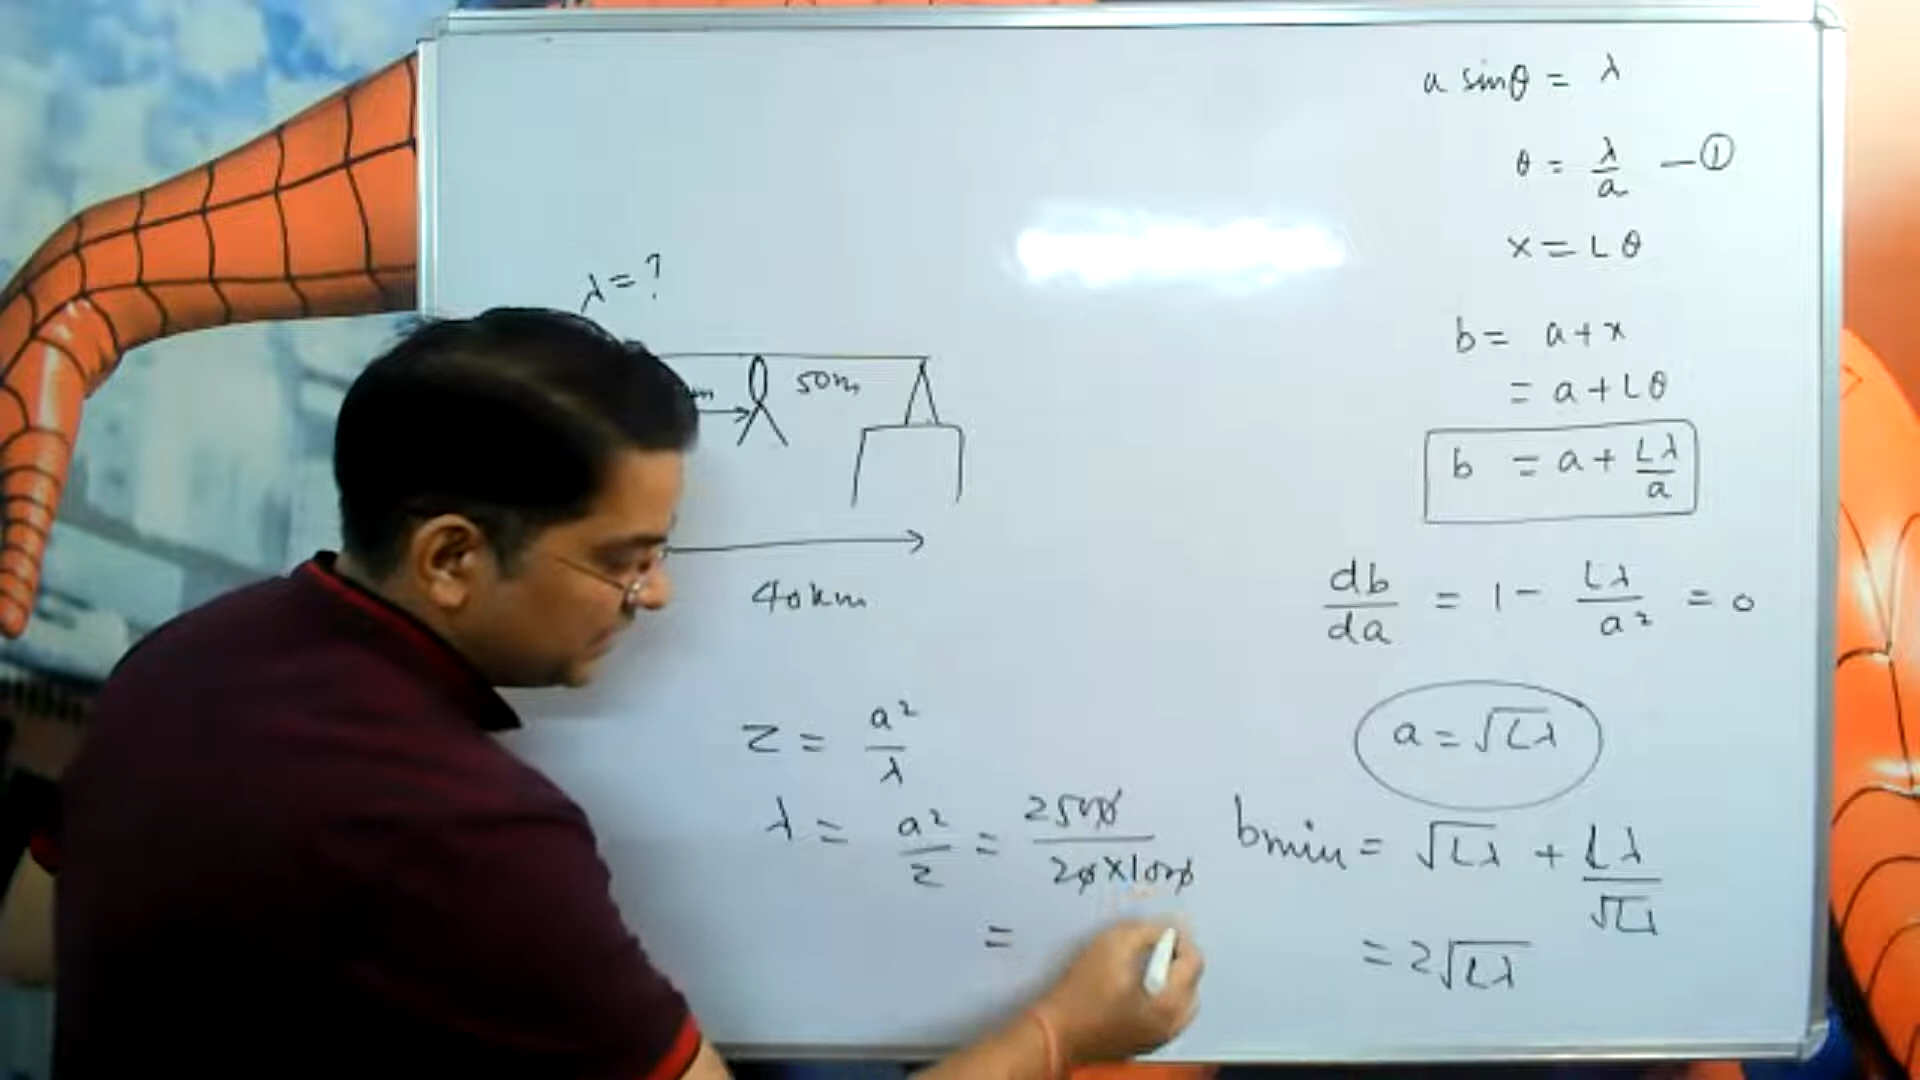 λ = ?
50m
40km
z = a²/λ
λ = a²/z = 2500/20×1000
=
a sinθ = λ
θ = λ/a — ①
x = Lθ
b = a + x
= a + Lθ
b = a + Lλ/a
db/da = 1 - Lλ/a² = 0
a = √Lλ
bmin = √Lλ + Lλ/√Lλ
= 2√Lλ